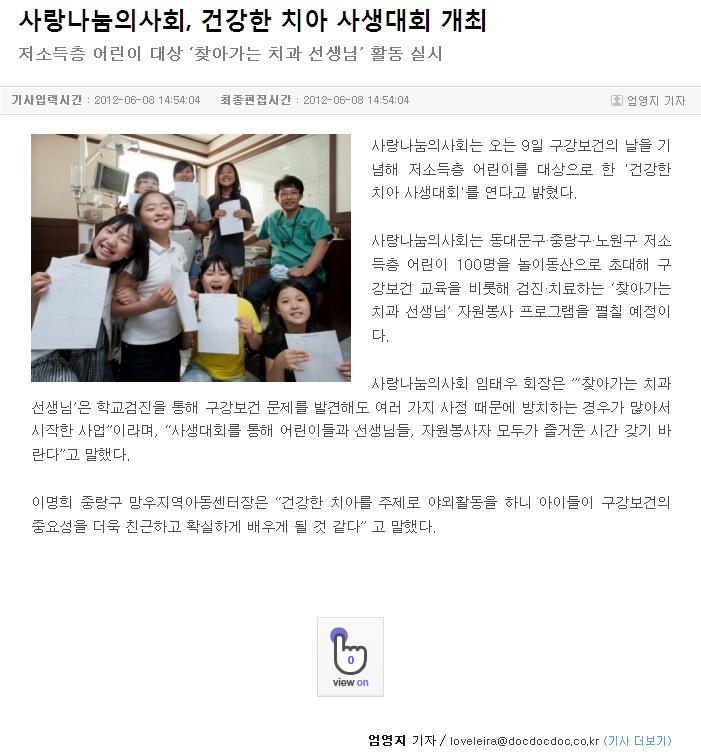 사랑나눔의사회, 건강한 치아 사생대회 개최
저소득층 어린이 대상 ‘찾아가는 치과 선생님’ 활동 실시
기사입력시간 : 2012-06-08 14:54:04 최종편집시간 : 2012-06-08 14:54:04 엄영지 기자
사랑나눔의사회는 오는 9일 구강보건의 날을 기
념해 저소득층 어린이를 대상으로 한 '건강한
치아 사생대회'를 연다고 밝혔다.
사랑나눔의사회는 동대문구·중랑구·노원구 저소
득층 어린이 100명을 놀이동산으로 초대해 구
강보건 교육을 비롯해 검진·치료하는 ‘찾아가는
치과 선생님’ 자원봉사 프로그램을 펼칠 예정이
다.
사랑나눔의사회 임태우 회장은 ”‘찾아가는 치과
선생님’은 학교검진을 통해 구강보건 문제를 발견해도 여러 가지 사정 때문에 방치하는 경우가 많아서
시작한 사업”이라며, “사생대회를 통해 어린이들과 선생님들, 자원봉사자 모두가 즐거운 시간 갖기 바
란다”고 말했다.
이명희 중랑구 망우지역아동센터장은 “건강한 치아를 주제로 야외활동을 하니 아이들이 구강보건의
중요성을 더욱 친근하고 확실하게 배우게 될 것 같다” 고 말했다.
0
view on
엄영지 기자 / loveleira@docdocdoc.co.kr (기사 더보기)